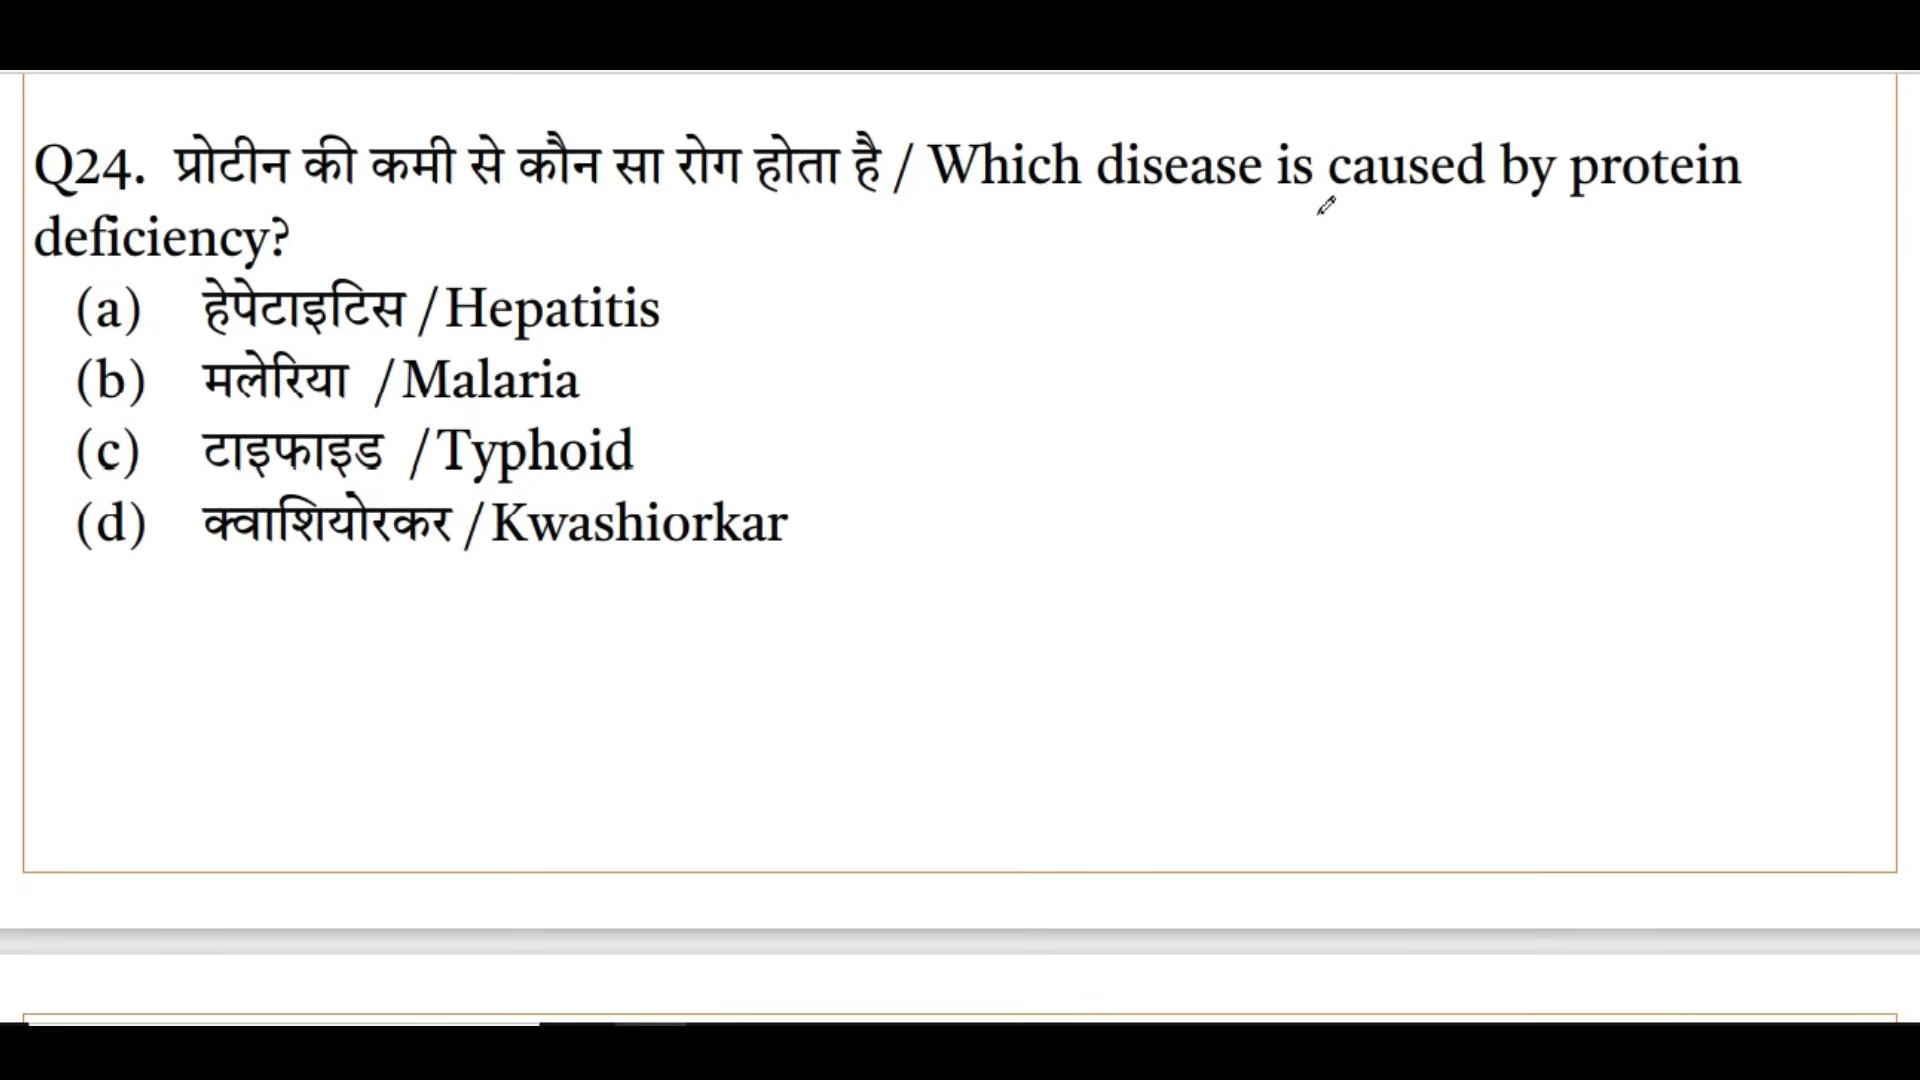 Q24. प्रोटीन की कमी से कौन सा रोग होता है / Which disease is caused by protein
deficiency?
(a) हेपेटाइटिस /Hepatitis
(b) मलेरिया /Malaria
(c) टाइफाइड /Typhoid
(d) क्वाशियोरकर /Kwashiorkar